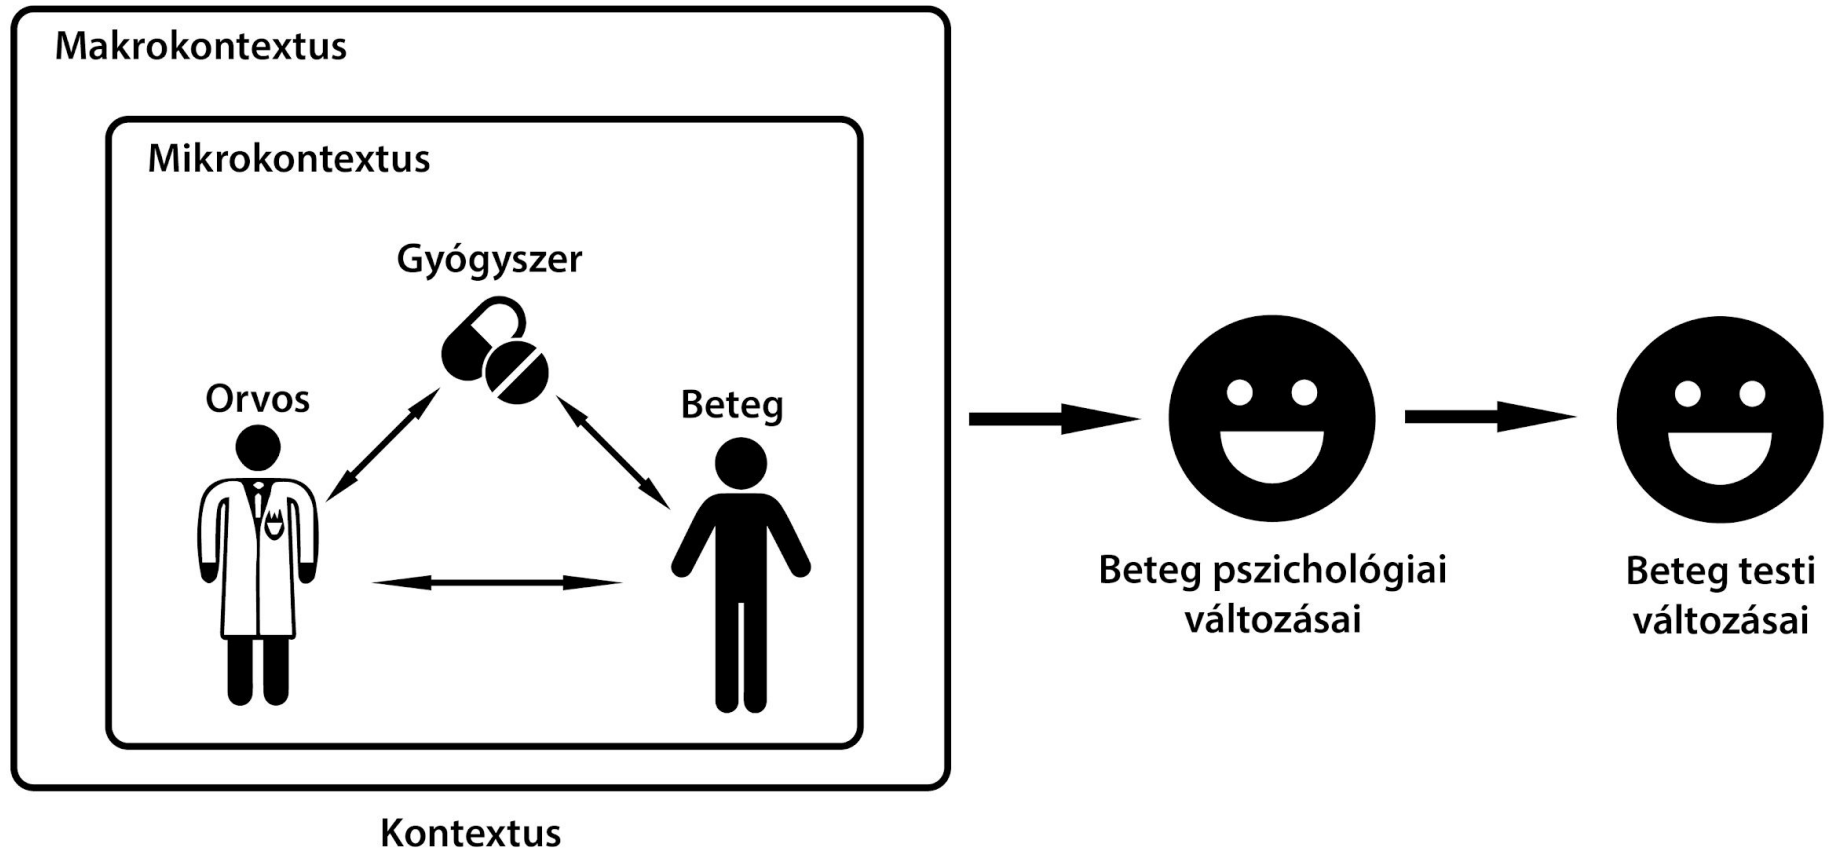 Makrokontextus
Mikrokontextus
Gyógyszer
Orvos
Beteg
Beteg pszichológiai
változásai
Beteg testi
változásai
Kontextus